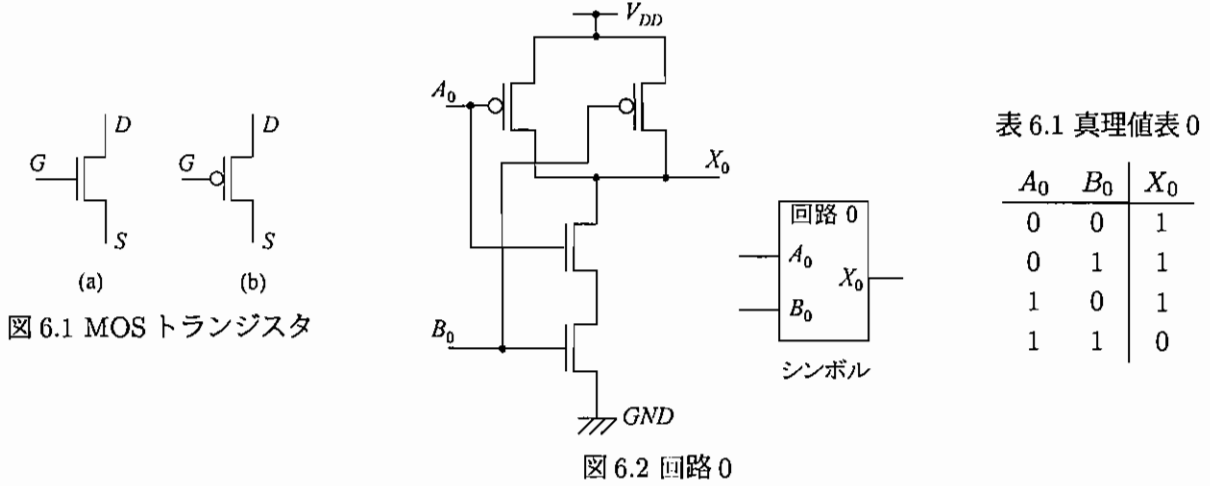 D
G
S
(a)
D
G
S
(b)
図 6.1 MOS トランジスタ
V_DD
A_0
X_0
B_0
GND
図 6.2 回路 0
回路 0
A_0
X_0
B_0
シンボル
表 6.1 真理値表 0
A_0 B_0 X_0
0 0 1
0 1 1
1 0 1
1 1 0